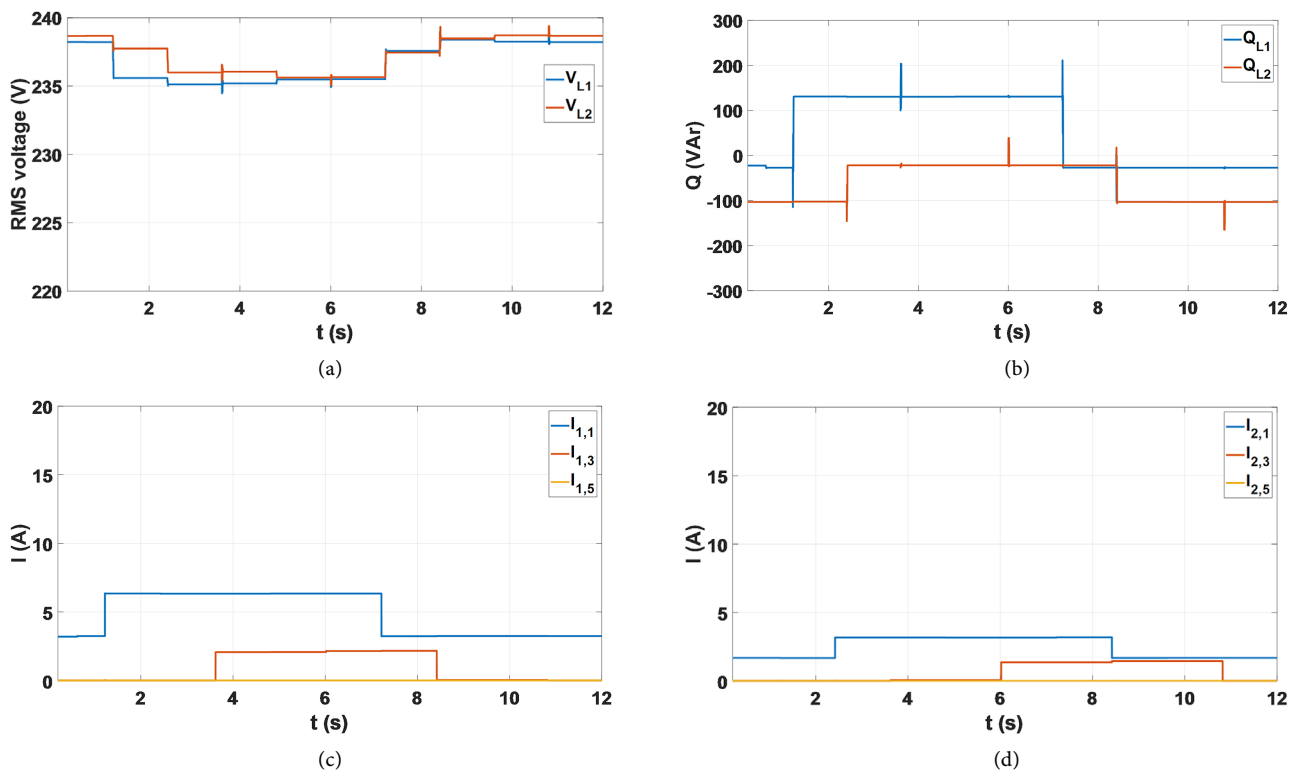 240
235
230
225
220
RMS voltage (V)
V_L1
V_L2
2 4 6 8 10 12
t (s)
(a)
300
200
100
0
-100
-200
-300
Q (VAr)
Q_L1
Q_L2
2 4 6 8 10 12
t (s)
(b)
20
15
10
5
0
I (A)
I_1,1
I_1,3
I_1,5
2 4 6 8 10 12
t (s)
(c)
20
15
10
5
0
I (A)
I_2,1
I_2,3
I_2,5
2 4 6 8 10 12
t (s)
(d)